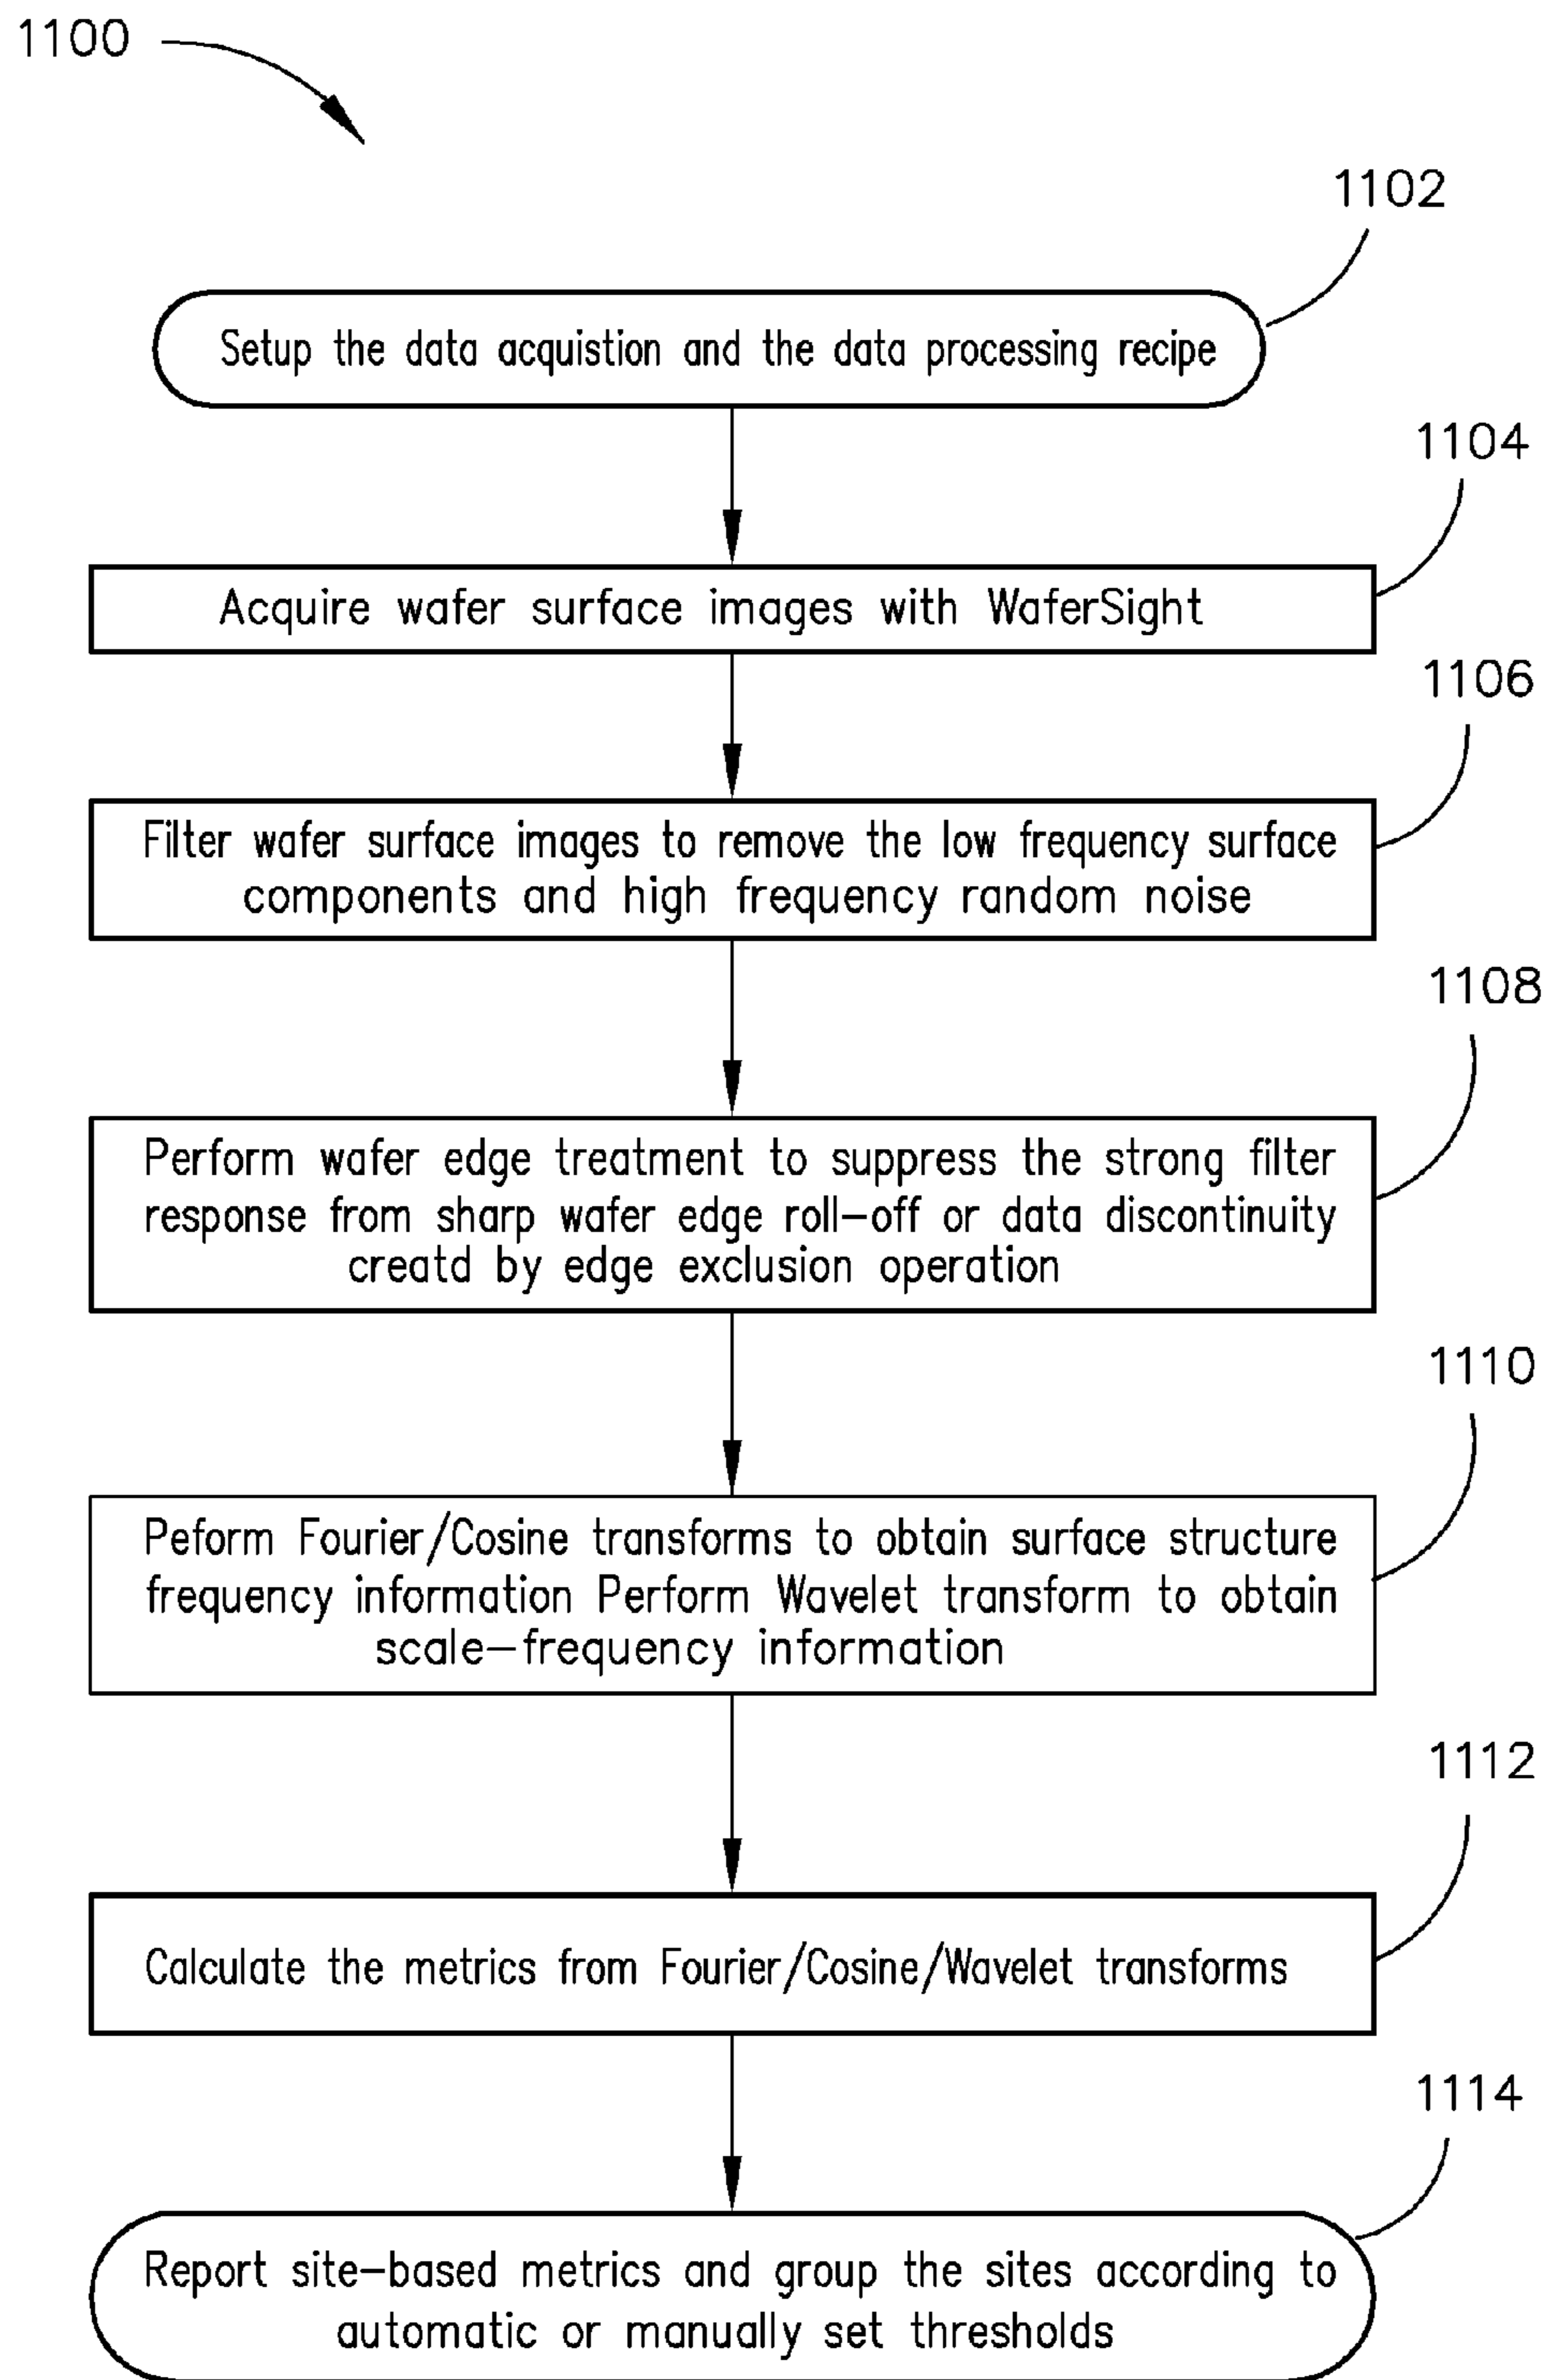 1100
1102
Setup the data acquistion and the data processing recipe
1104
Acquire wafer surface images with WaferSight
1106
Filter wafer surface images to remove the low frequency surface
components and high frequency random noise
1108
Perform wafer edge treatment to suppress the strong filter
response from sharp wafer edge roll-off or data discontinuity
creatd by edge exclusion operation
1110
Peform Fourier/Cosine transforms to obtain surface structure
frequency information Perform Wavelet transform to obtain
scale-frequency information
1112
Calculate the metrics from Fourier/Cosine/Wavelet transforms
1114
Report site-based metrics and group the sites according to
automatic or manually set thresholds